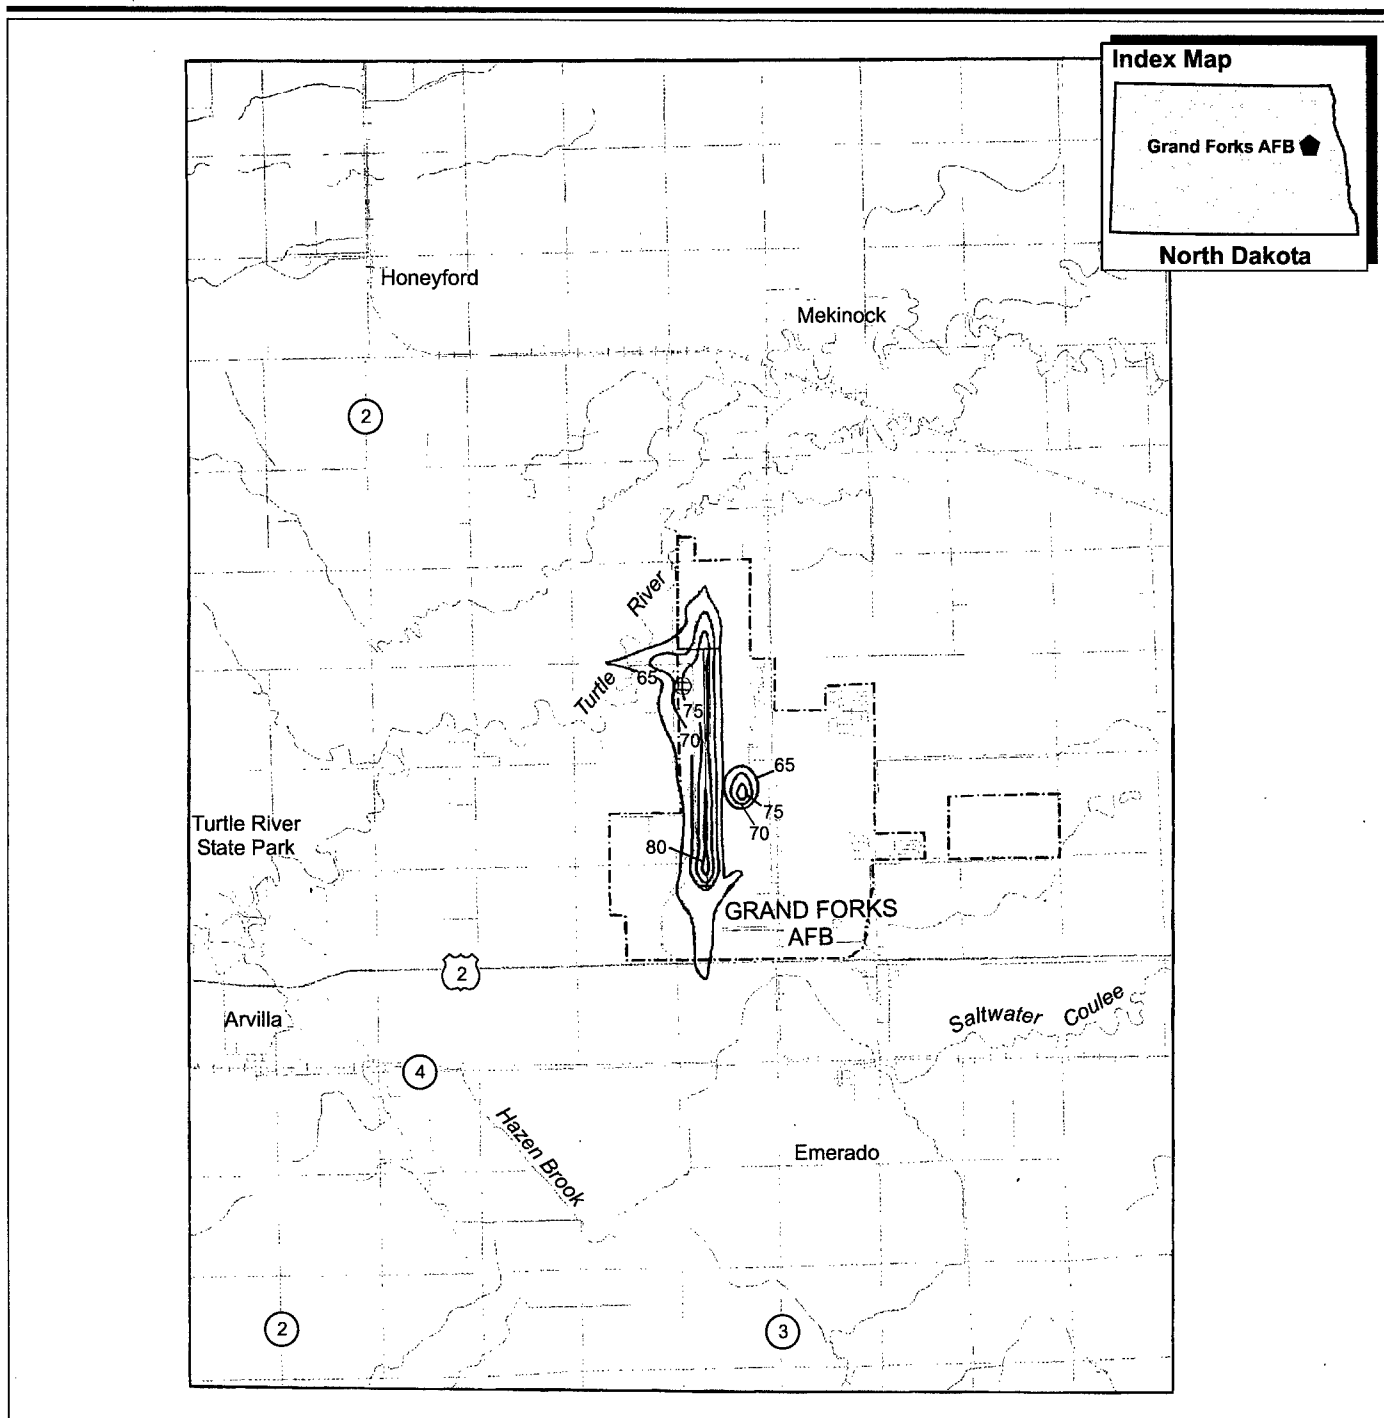 Index Map
Grand Forks AFB
North Dakota
Honeyford
Mekinock
2
River
Turtle
65
75
70
65
75
70
80
Turtle River
State Park
GRAND FORKS
AFB
2
Arvilla
Saltwater Coulee
4
Hazen Brook
Emerado
2
3